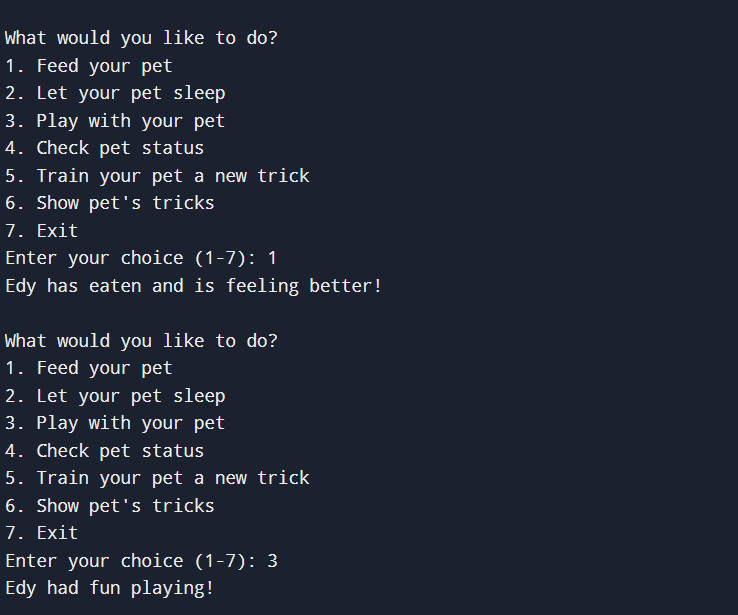 What would you like to do?
1. Feed your pet
2. Let your pet sleep
3. Play with your pet
4. Check pet status
5. Train your pet a new trick
6. Show pet's tricks
7. Exit
Enter your choice (1-7): 1
Edy has eaten and is feeling better!
What would you like to do?
1. Feed your pet
2. Let your pet sleep
3. Play with your pet
4. Check pet status
5. Train your pet a new trick
6. Show pet's tricks
7. Exit
Enter your choice (1-7): 3
Edy had fun playing!